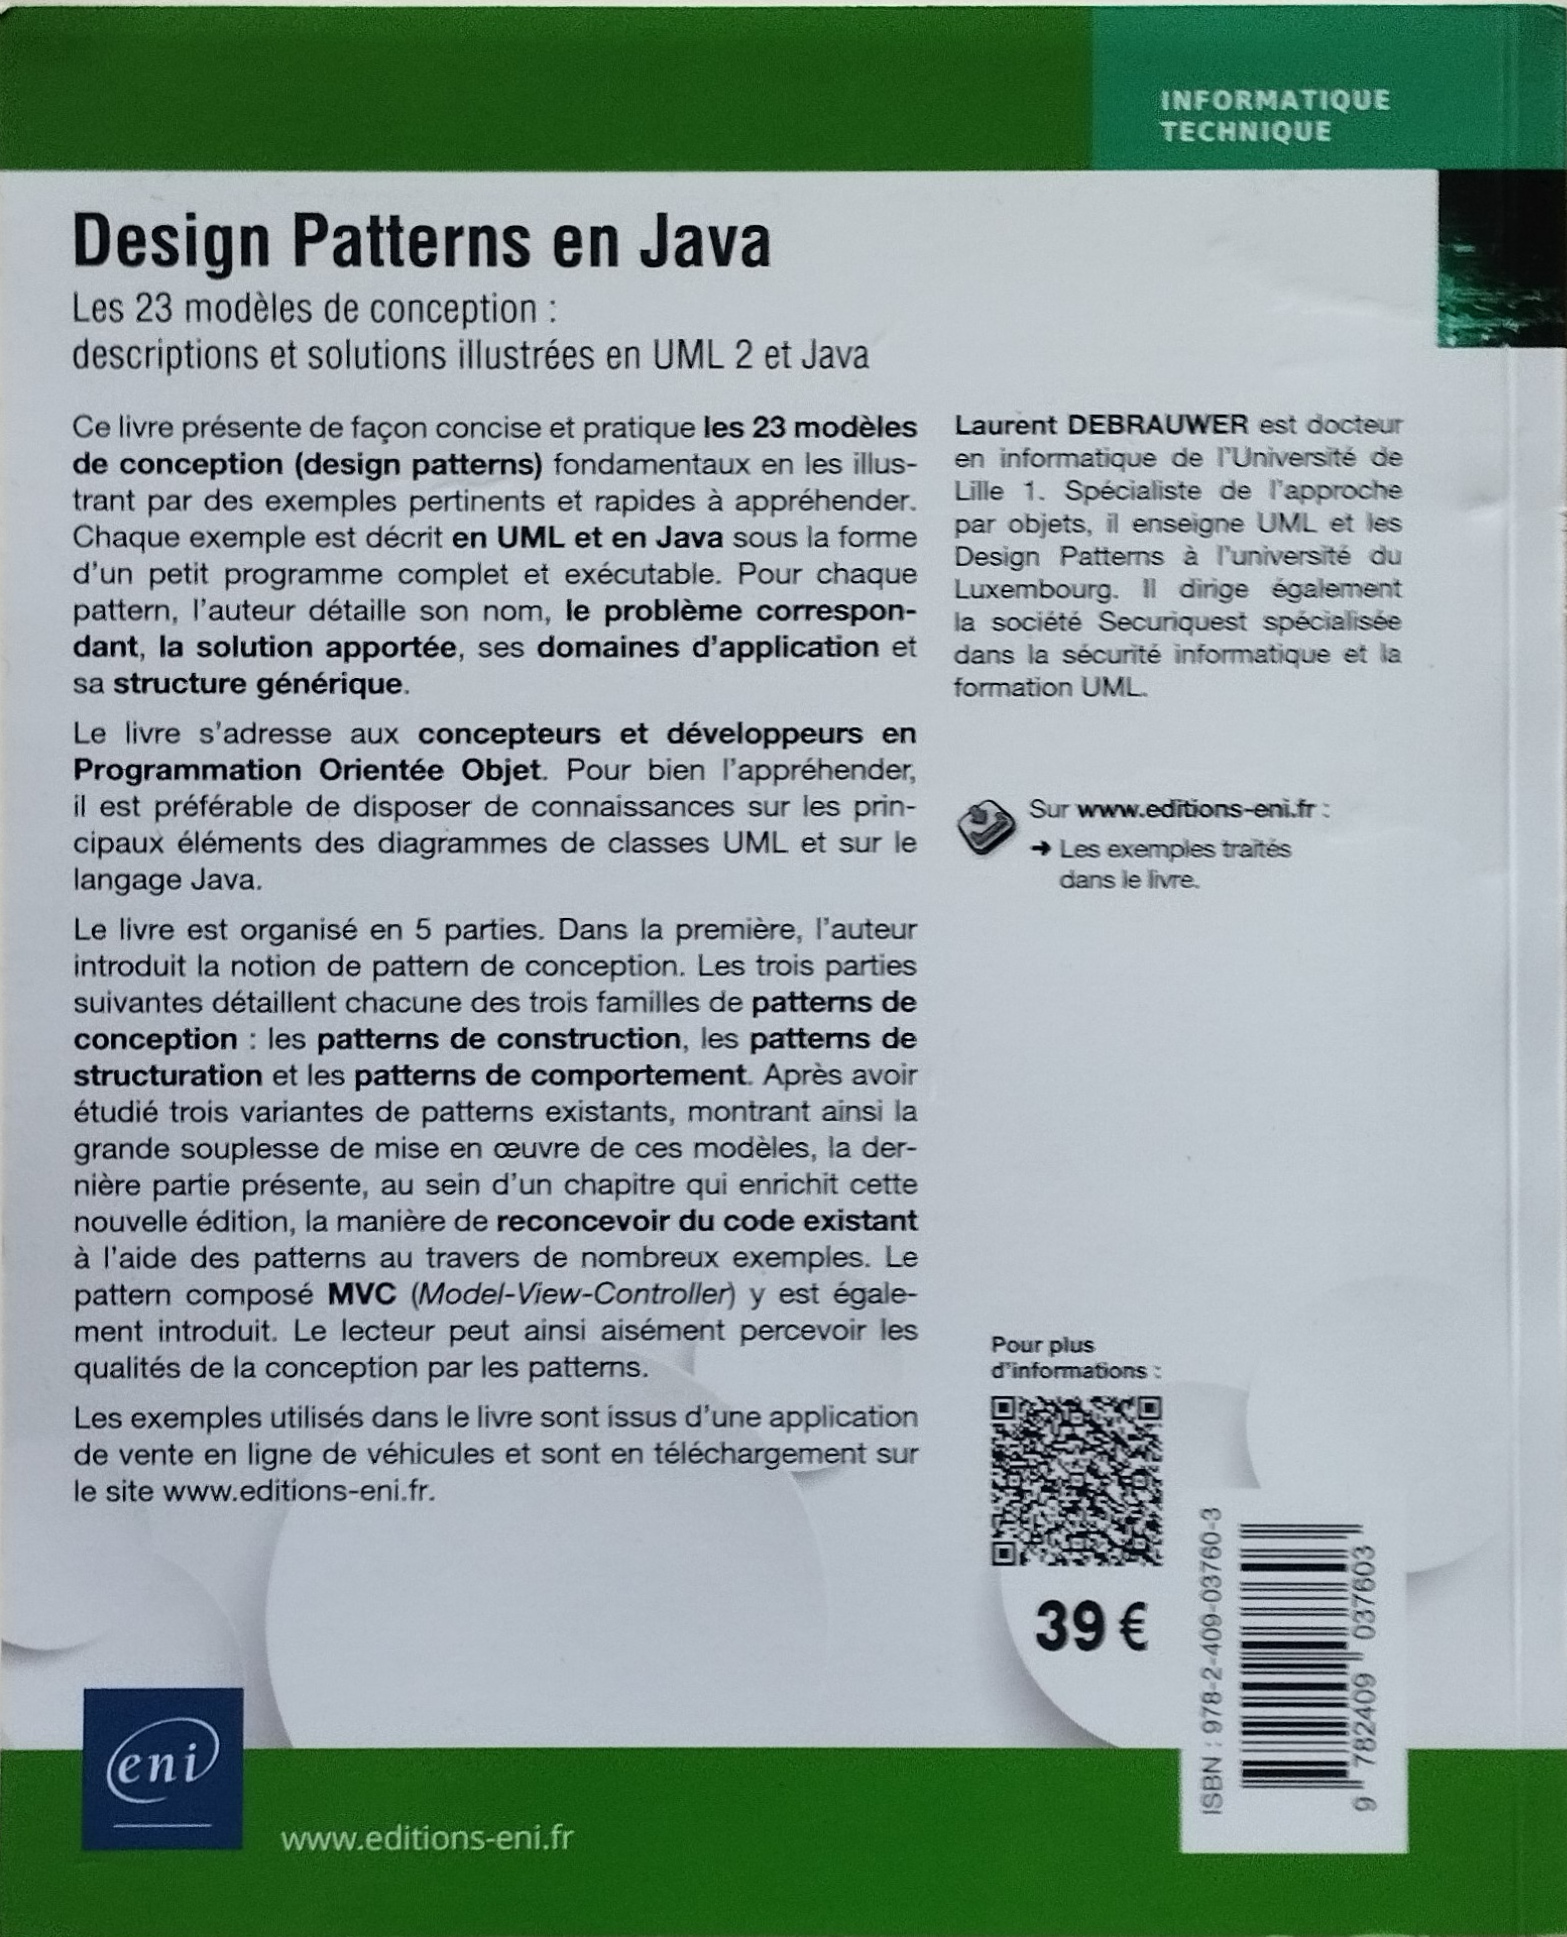 INFORMATIQUE
TECHNIQUE
Design Patterns en Java
Les 23 modèles de conception :
descriptions et solutions illustrées en UML 2 et Java
Ce livre présente de façon concise et pratique les 23 modèles
de conception (design patterns) fondamentaux en les illus-
trant par des exemples pertinents et rapides à appréhender.
Chaque exemple est décrit en UML et en Java sous la forme
d'un petit programme complet et exécutable. Pour chaque
pattern, l'auteur détaille son nom, le problème correspon-
dant, la solution apportée, ses domaines d'application et
sa structure générique.
Le livre s'adresse aux concepteurs et développeurs en
Programmation Orientée Objet. Pour bien l'appréhender,
il est préférable de disposer de connaissances sur les prin-
cipaux éléments des diagrammes de classes UML et sur le
langage Java.
Le livre est organisé en 5 parties. Dans la première, l'auteur
introduit la notion de pattern de conception. Les trois parties
suivantes détaillent chacune des trois familles de patterns de
conception : les patterns de construction, les patterns de
structuration et les patterns de comportement. Après avoir
étudié trois variantes de patterns existants, montrant ainsi la
grande souplesse de mise en œuvre de ces modèles, la der-
nière partie présente, au sein d'un chapitre qui enrichit cette
nouvelle édition, la manière de reconcevoir du code existant
à l'aide des patterns au travers de nombreux exemples. Le
pattern composé MVC (Model-View-Controller) y est égale-
ment introduit. Le lecteur peut ainsi aisément percevoir les
qualités de la conception par les patterns.
Les exemples utilisés dans le livre sont issus d'une application
de vente en ligne de véhicules et sont en téléchargement sur
le site www.editions-eni.fr.
Laurent DEBRAUWER est docteur
en informatique de l'Université de
Lille 1. Spécialiste de l'approche
par objets, il enseigne UML et les
Design Patterns à l'université du
Luxembourg. Il dirige également
la société Securiquest spécialisée
dans la sécurité informatique et la
formation UML.
Sur www.editions-eni.fr :
→ Les exemples traités
dans le livre.
Pour plus
d'informations :
39 €
ISBN : 978-2-409-03760-3
9 782409 037603
eni
www.editions-eni.fr